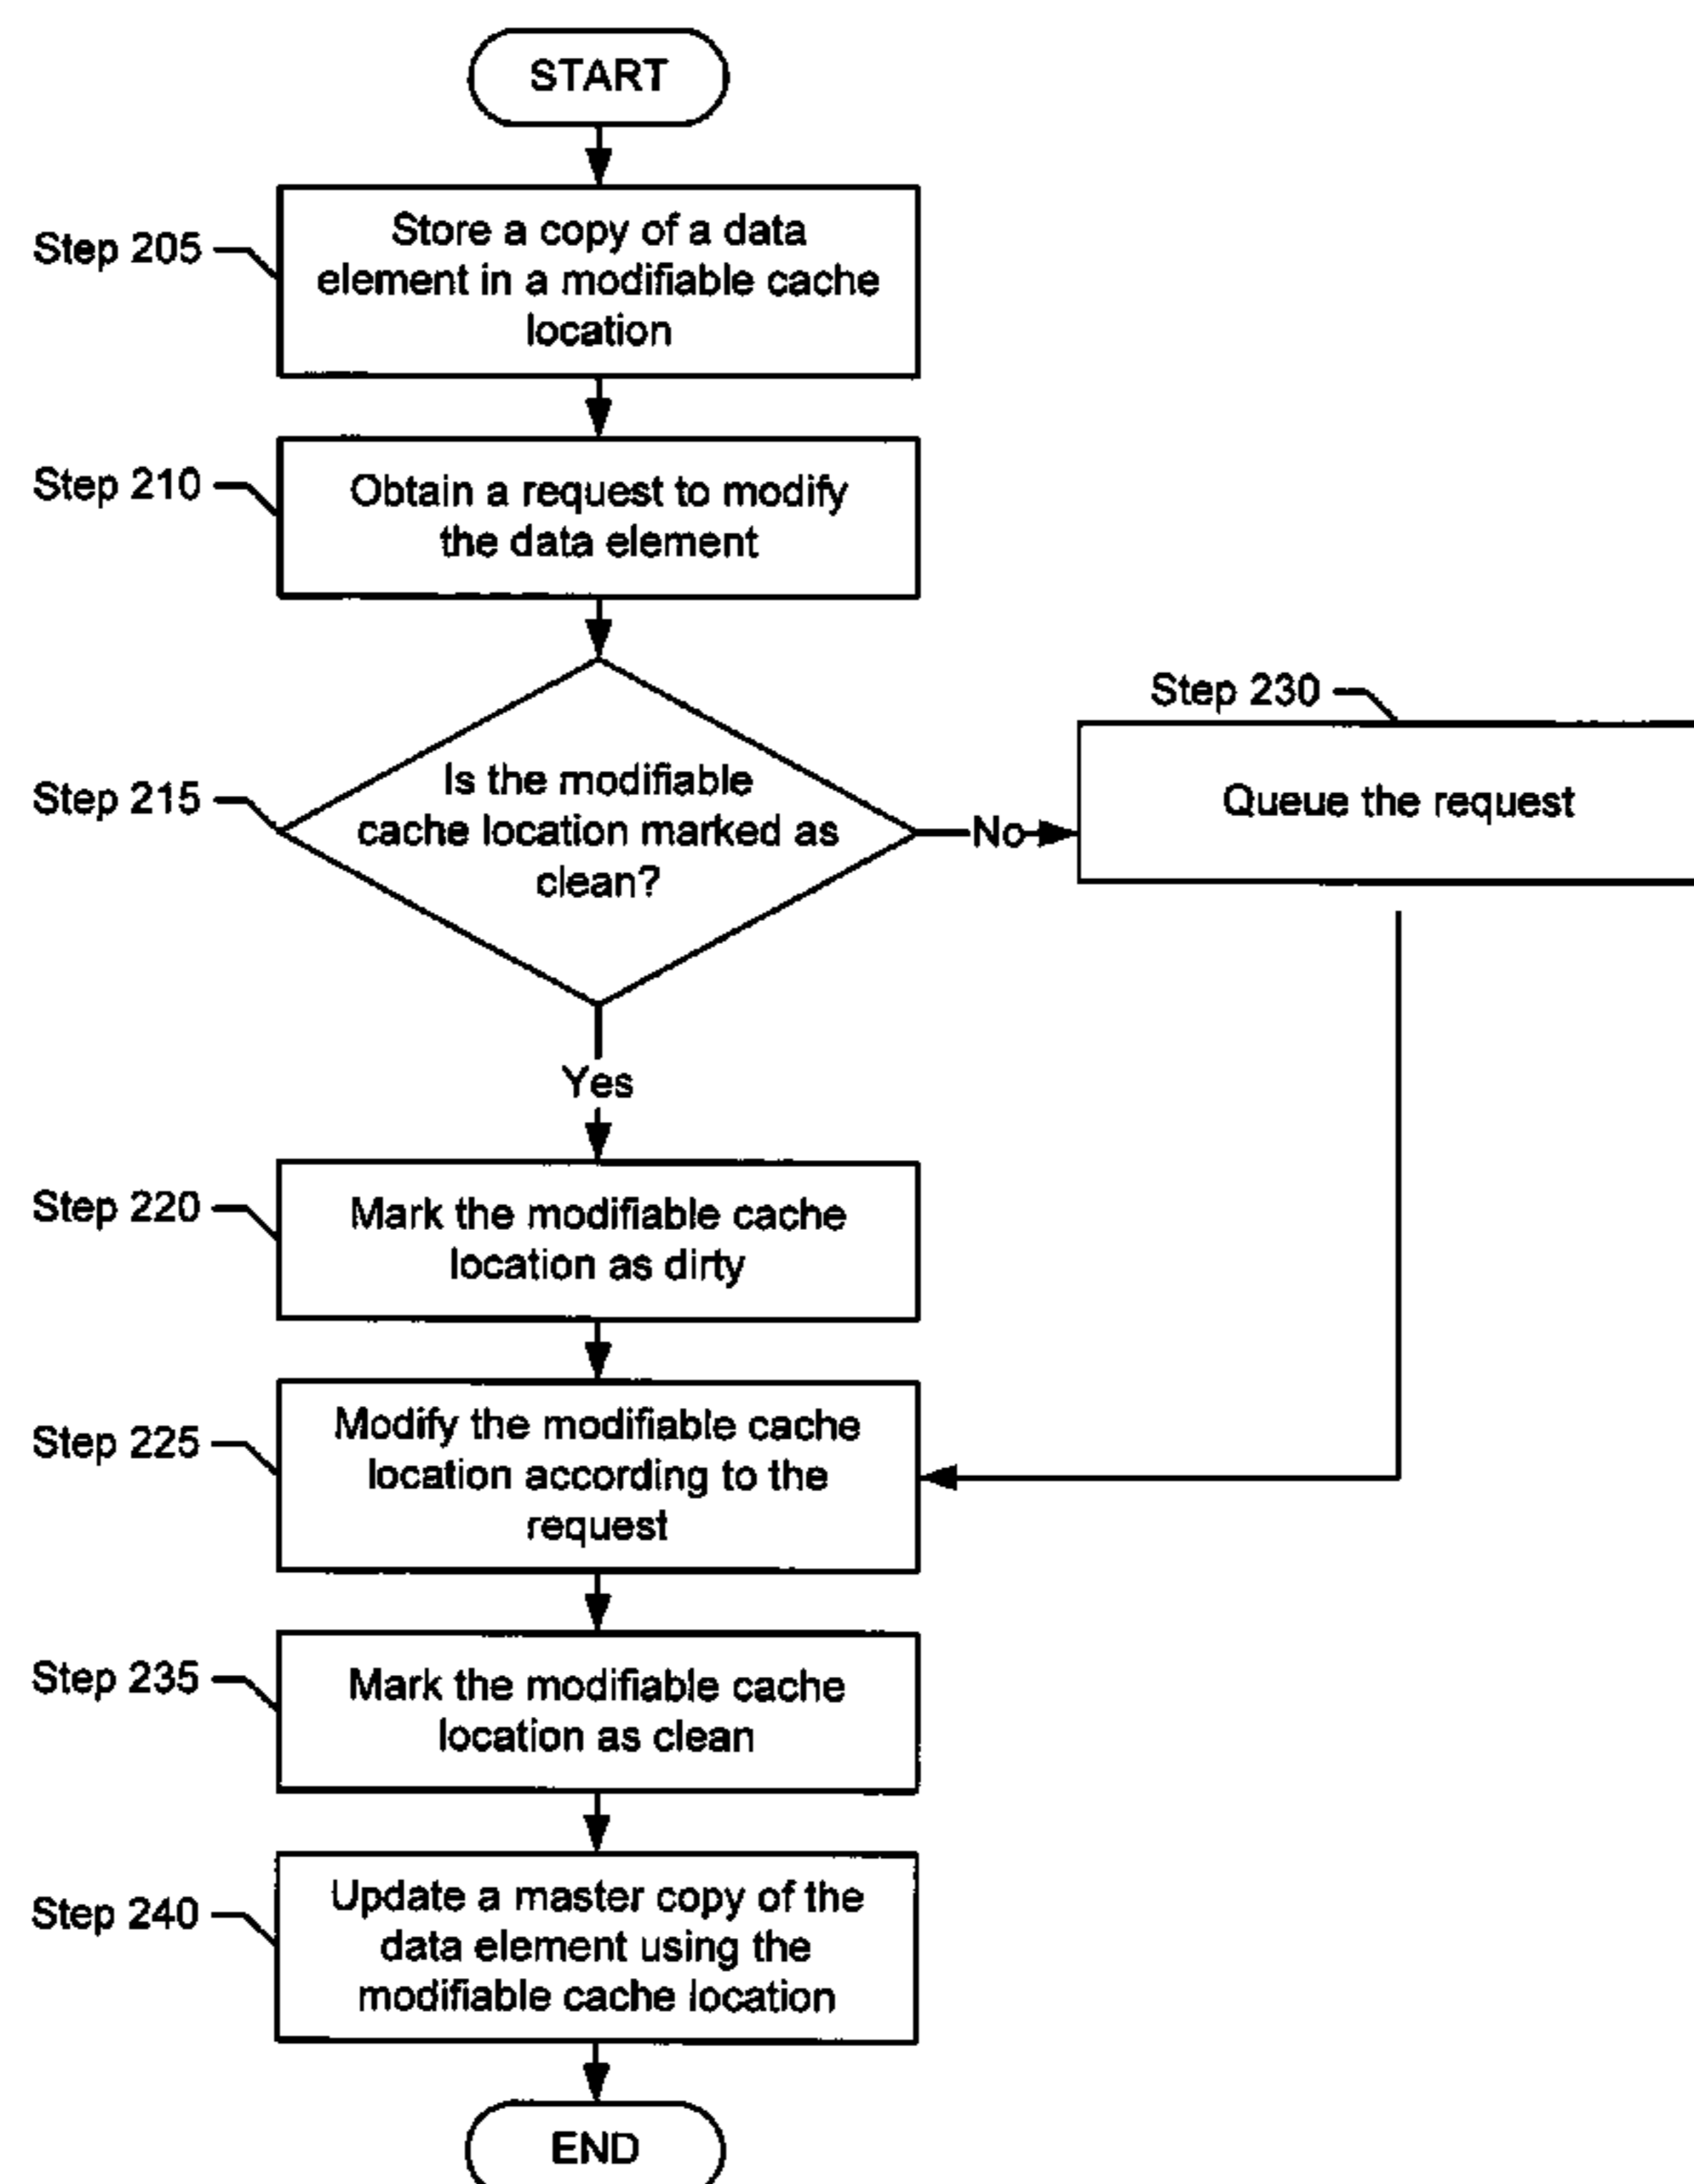 START
Step 205
Store a copy of a data
element in a modifiable cache
location
Step 210
Obtain a request to modify
the data element
Step 215
Is the modifiable
cache location marked as
clean?
No
Step 230
Queue the request
Yes
Step 220
Mark the modifiable cache
location as dirty
Step 225
Modify the modifiable cache
location according to the
request
Step 235
Mark the modifiable cache
location as clean
Step 240
Update a master copy of the
data element using the
modifiable cache location
END